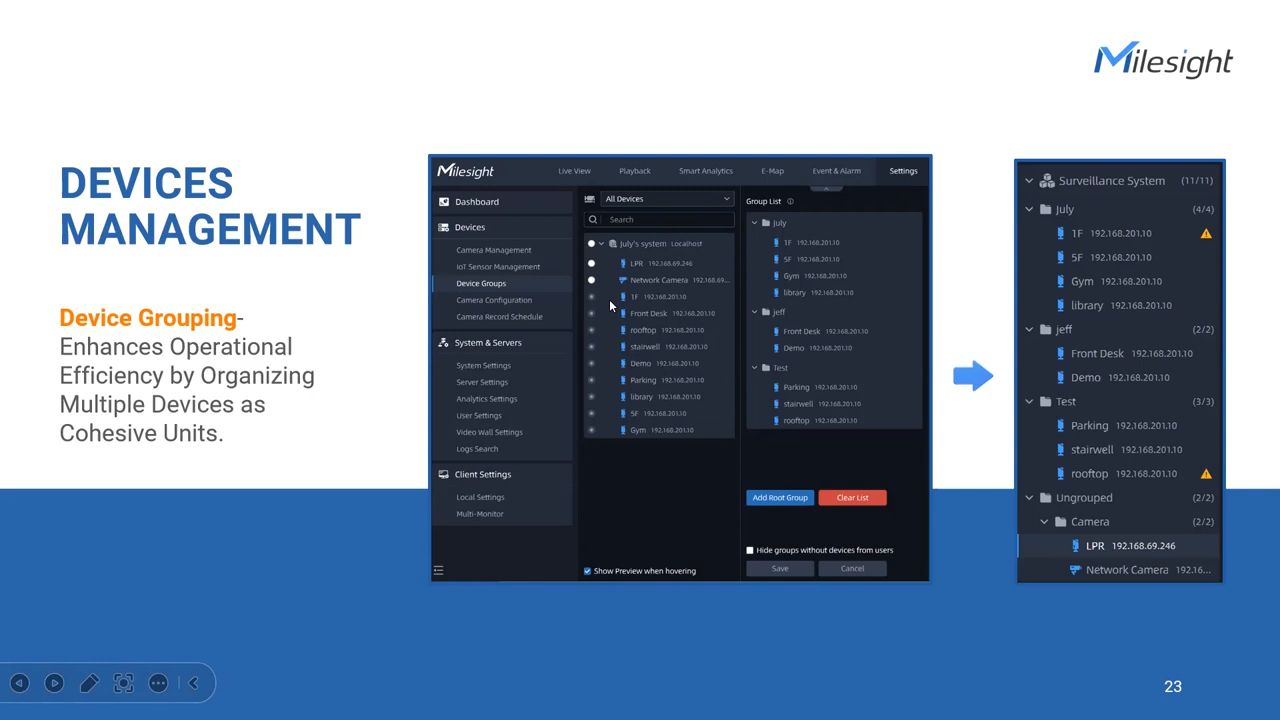 Milesight
DEVICES
MANAGEMENT
Device Grouping-
Enhances Operational
Efficiency by Organizing
Multiple Devices as
Cohesive Units.
Milesight
Live View
Playback
Smart Analytics
E-Map
Event & Alarm
Settings
Dashboard
Devices
Camera Management
IoT Sensor Management
Device Groups
Camera Configuration
Camera Record Schedule
System & Servers
System Settings
Server Settings
Analytics Settings
User Settings
Video Wall Settings
Logs Search
Client Settings
Local Settings
Multi-Monitor
All Devices
Search
July's system Localhost
LPR 192.168.69.246
Network Camera 192.168.69...
1F 192.168.201.10
Front Desk 192.168.201.10
rooftop 192.168.201.10
stairwell 192.168.201.10
Demo 192.168.201.10
Parking 192.168.201.10
library 192.168.201.10
5F 192.168.201.10
Gym 192.168.201.10
Show Preview when hovering
Group List
July
1F 192.168.201.10
5F 192.168.201.10
Gym 192.168.201.10
library 192.168.201.10
jeff
Front Desk 192.168.201.10
Demo 192.168.201.10
Test
Parking 192.168.201.10
stairwell 192.168.201.10
rooftop 192.168.201.10
Add Root Group
Clear List
Hide groups without devices from users
Save
Cancel
Surveillance System (11/11)
July (4/4)
1F 192.168.201.10
5F 192.168.201.10
Gym 192.168.201.10
library 192.168.201.10
jeff (2/2)
Front Desk 192.168.201.10
Demo 192.168.201.10
Test (3/3)
Parking 192.168.201.10
stairwell 192.168.201.10
rooftop 192.168.201.10
Ungrouped (2/2)
Camera (2/2)
LPR 192.168.69.246
Network Camera 192.16...
23